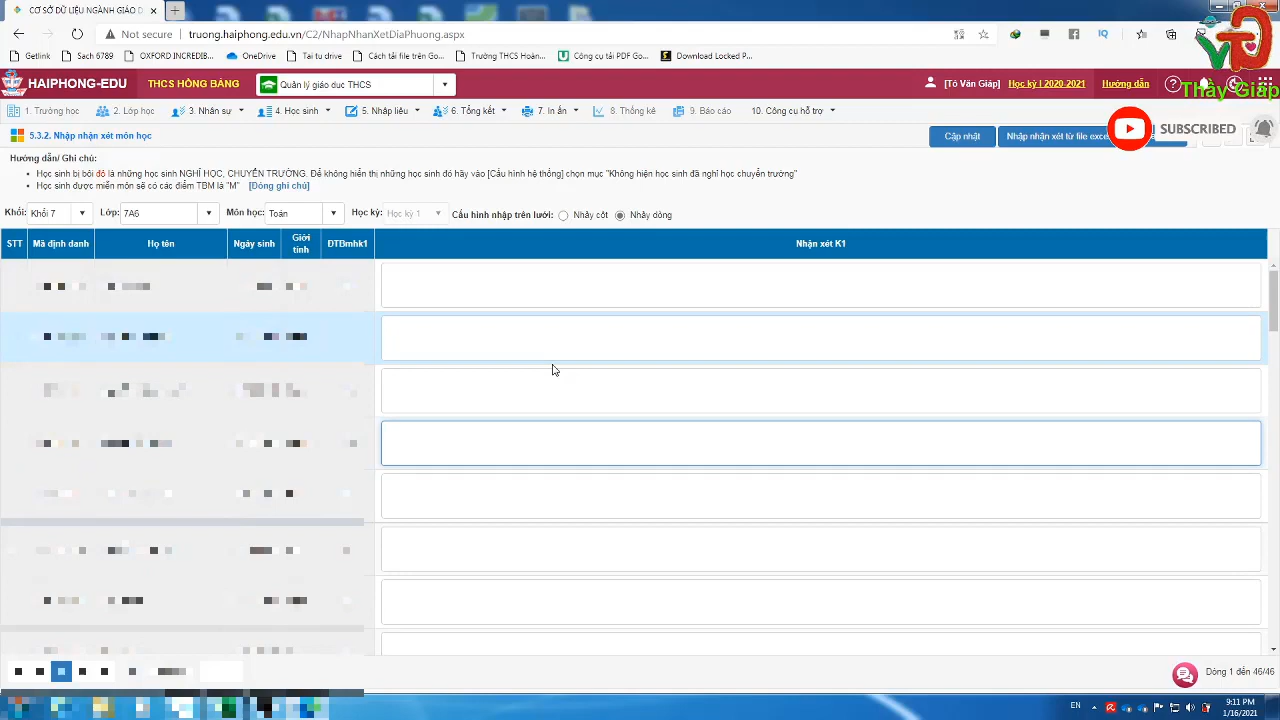 CƠ SỞ DỮ LIỆU NGÀNH GIÁO D
Not secure
truong.haiphong.edu.vn/C2/NhapNhanXetDiaPhuong.aspx
Getlink
Sach 6789
OXFORD INCREDIB...
OneDrive
Tai tu drive
Cách tải file trên Go...
Trường THCS Hoàn...
Công cụ tải PDF Go...
Download Locked P...
HAIPHONG-EDU
THCS HỒNG BÀNG
Quản lý giáo dục THCS
[Tô Văn Giáp]
Học kỳ I 2020-2021
Hướng dẫn
Thầy Giáp
1. Trường học
2. Lớp học
3. Nhân sự
4. Học sinh
5. Nhập liệu
6. Tổng kết
7. In ấn
8. Thống kê
9. Báo cáo
10. Công cụ hỗ trợ
SUBSCRIBED
5.3.2. Nhập nhận xét môn học
Cập nhật
Nhập nhận xét từ file exce
Hướng dẫn/ Ghi chú:
Học sinh bị bôi đỏ là những học sinh NGHỈ HỌC, CHUYỂN TRƯỜNG. Để không hiển thị những học sinh đó hãy vào [Cấu hình hệ thống] chọn mục "Không hiện học sinh đã nghỉ học chuyển trường"
Học sinh được miễn môn sẽ có các điểm TBM là "M" [Đóng ghi chú]
Khối: Khối 7 Lớp: 7A6 Môn học: Toán Học kỳ: Học kỳ 1 Cấu hình nhập trên lưới: Nhảy cột Nhảy dòng
STT
Mã định danh
Họ tên
Ngày sinh
Giới tính
ĐTBmhk1
Nhận xét K1
Dòng 1 đến 46/46
EN
9:11 PM
1/16/2021